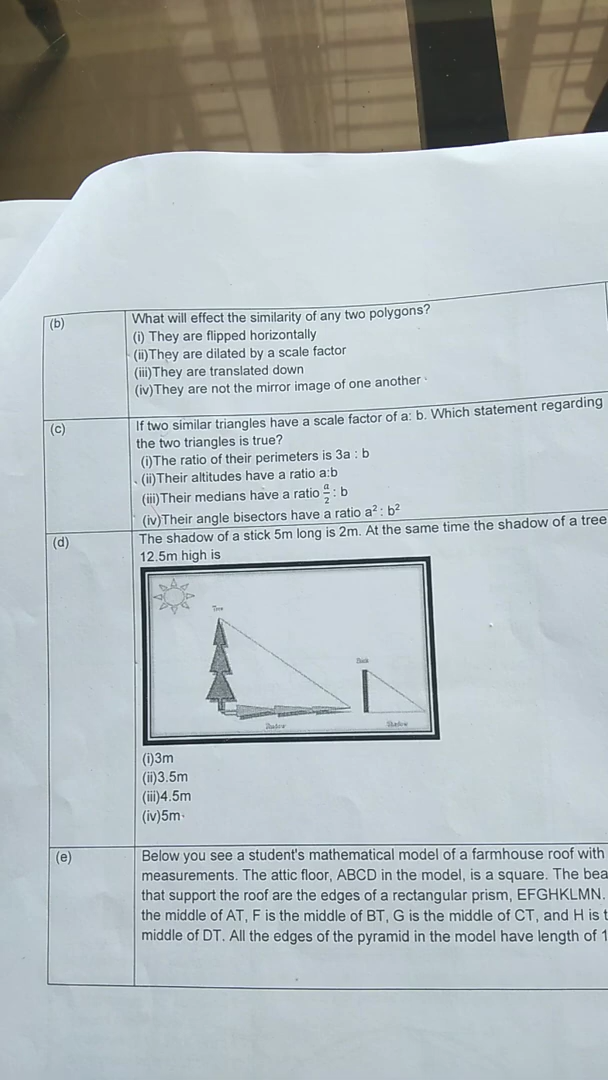 (b)
What will effect the similarity of any two polygons?
(i) They are flipped horizontally
(ii)They are dilated by a scale factor
(iii)They are translated down
(iv)They are not the mirror image of one another
(c)
If two similar triangles have a scale factor of a: b. Which statement regarding
the two triangles is true?
(i)The ratio of their perimeters is 3a : b
(ii)Their altitudes have a ratio a:b
(iii)Their medians have a ratio a/2 : b
(iv)Their angle bisectors have a ratio a² : b²
(d)
The shadow of a stick 5m long is 2m. At the same time the shadow of a tree
12.5m high is
Tree
Shadow
Shadow
(i)3m
(ii)3.5m
(iii)4.5m
(iv)5m
(e)
Below you see a student's mathematical model of a farmhouse roof with
measurements. The attic floor, ABCD in the model, is a square. The bea
that support the roof are the edges of a rectangular prism, EFGHKLMN.
the middle of AT, F is the middle of BT, G is the middle of CT, and H is t
middle of DT. All the edges of the pyramid in the model have length of 1